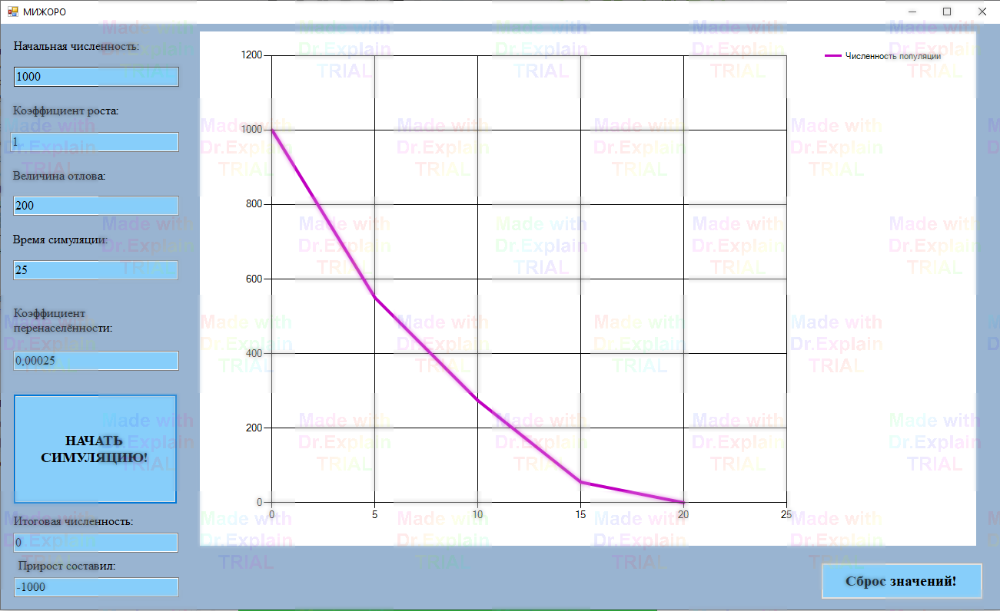 МИЖОРО
Начальная численность:
1000
Коэффициент роста:
1
Величина отлова:
200
Время симуляции:
25
Коэффициент
перенаселённости:
0,00025
НАЧАТЬ
СИМУЛЯЦИЮ!
Итоговая численность:
0
Прирост составил:
-1000
1200
1000
800
600
400
200
0
0 5 10 15 20 25
Численность популяции
Сброс значений!
Made with
Dr.Explain
TRIAL